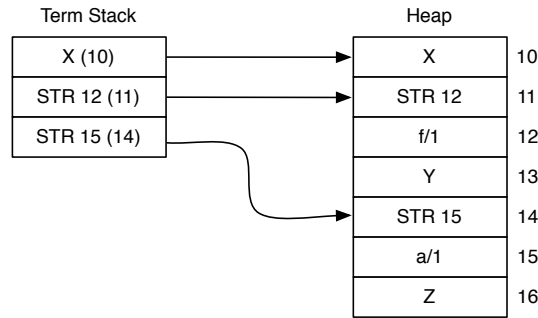 Term Stack
X (10)
STR 12 (11)
STR 15 (14)
Heap
X 10
STR 12 11
f/1 12
Y 13
STR 15 14
a/1 15
Z 16